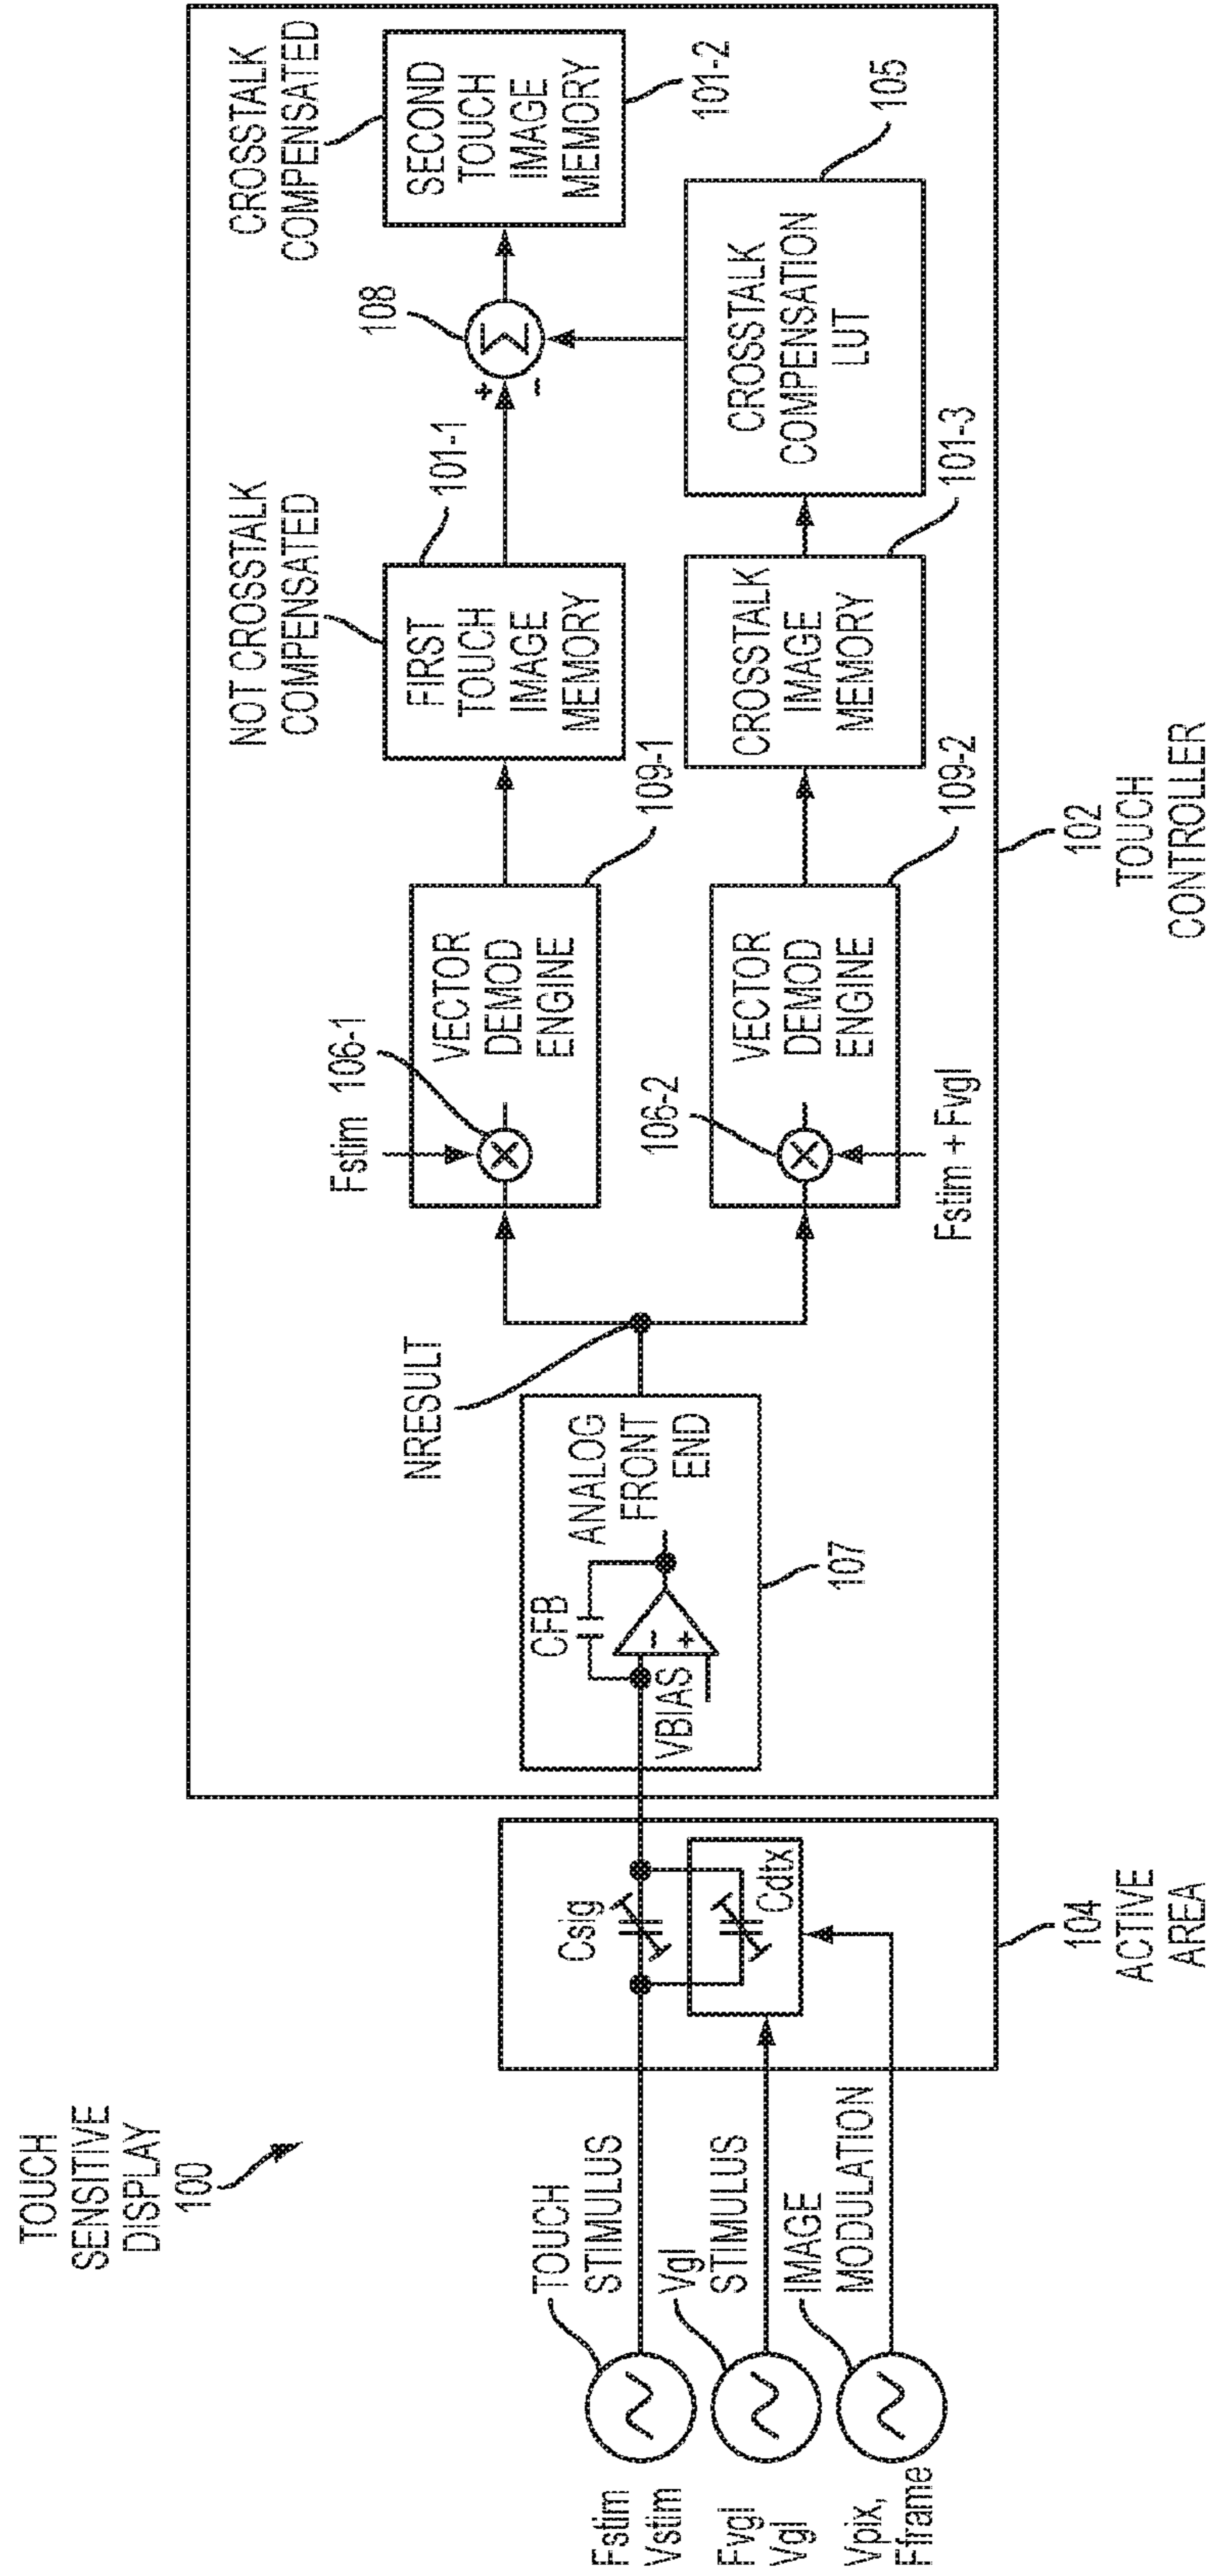 TOUCH
SENSITIVE
DISPLAY
100
Fstim
Vstim
TOUCH
STIMULUS
Fvgl
Vgl
Vgl
STIMULUS
Vpix,
Fframe
IMAGE
MODULATION
Csig
Cdtx
104
ACTIVE
AREA
CFB
VBIAS
-
+
ANALOG
FRONT
END
107
NRESULT
Fstim
106-1
VECTOR
DEMOD
ENGINE
109-1
106-2
Fstim + Fvgl
VECTOR
DEMOD
ENGINE
109-2
NOT CROSSTALK
COMPENSATED
FIRST
TOUCH
IMAGE
MEMORY
101-1
CROSSTALK
IMAGE
MEMORY
101-3
108
+
-
Σ
CROSSTALK
COMPENSATION
LUT
105
CROSSTALK
COMPENSATED
SECOND
TOUCH
IMAGE
MEMORY
101-2
102
TOUCH
CONTROLLER